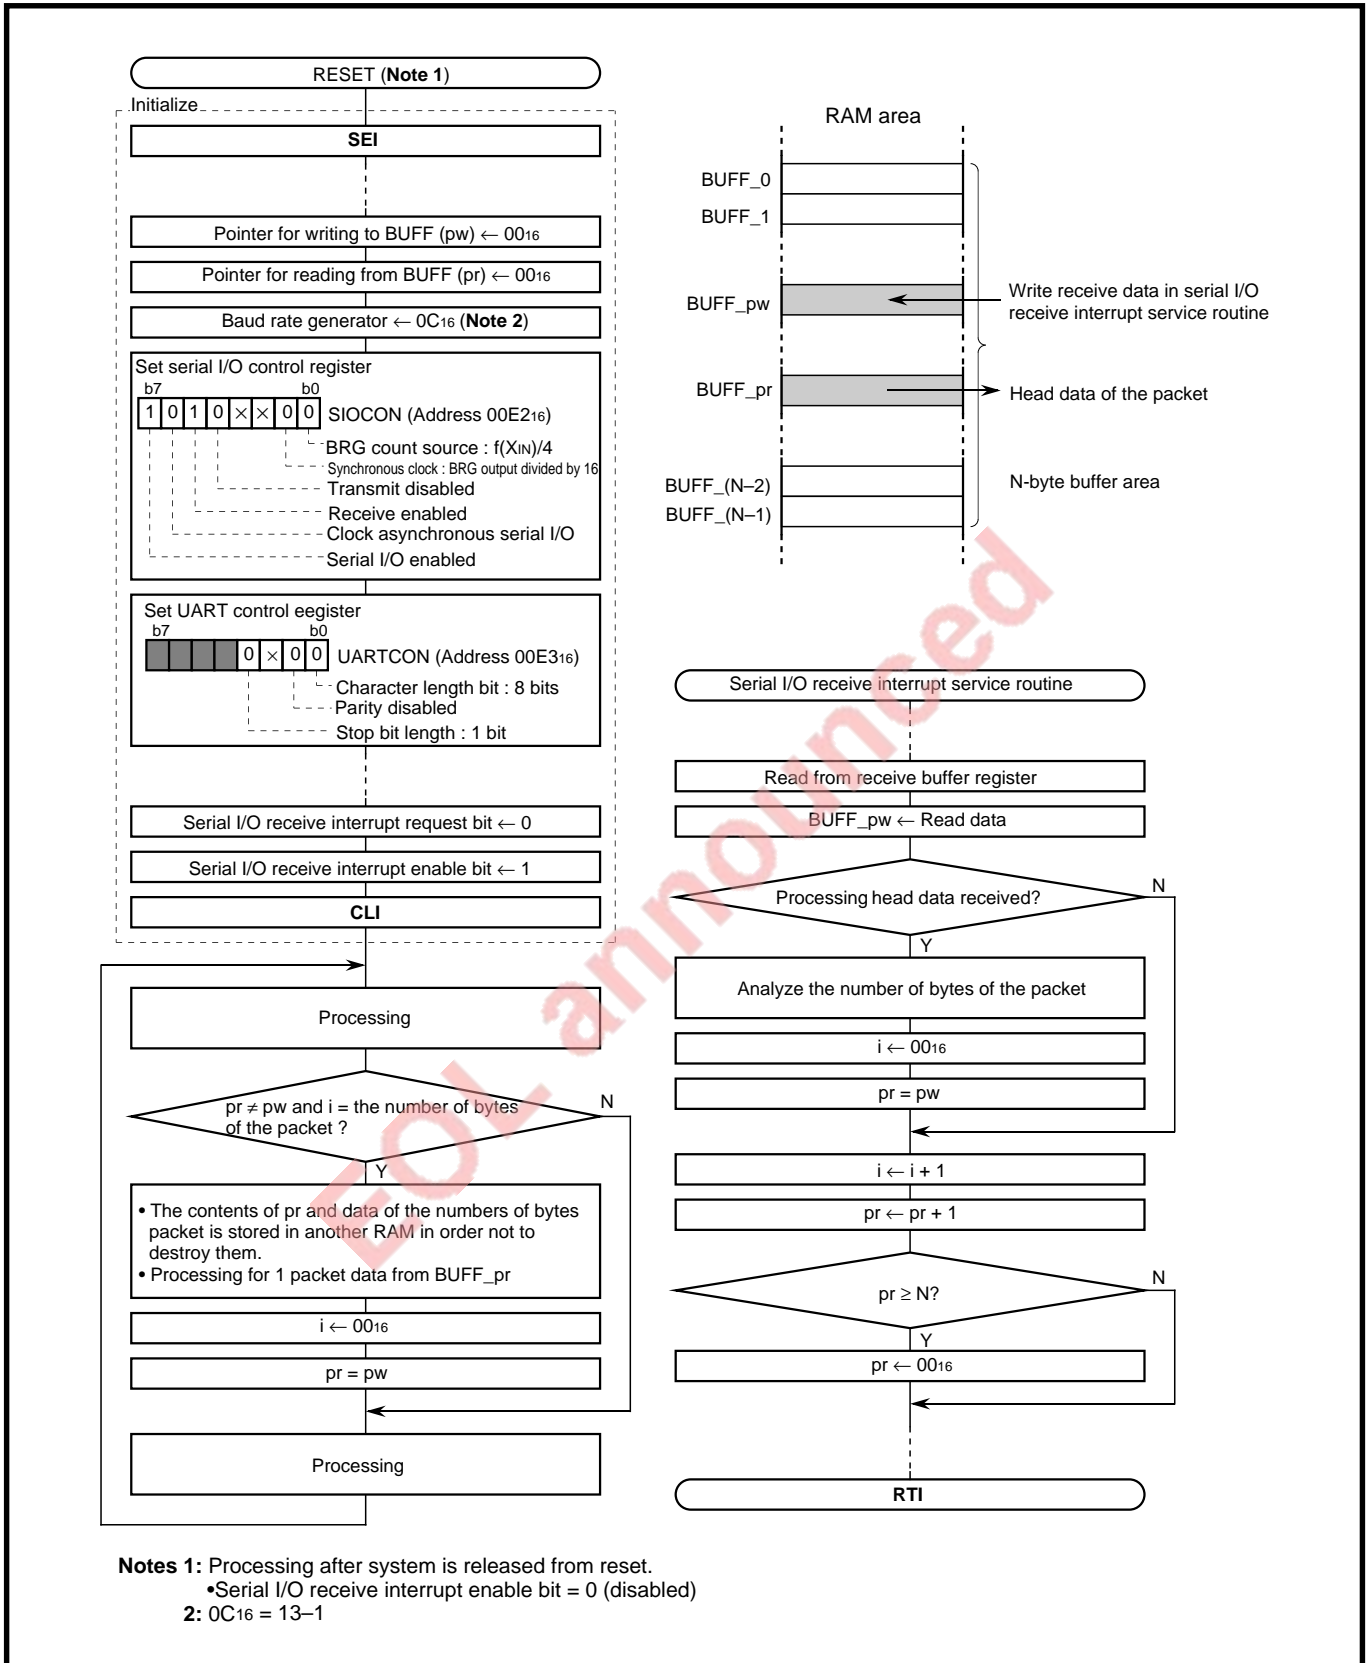 RESET (Note 1)
Initialize
SEI
Pointer for writing to BUFF (pw) ← 0016
Pointer for reading from BUFF (pr) ← 0016
Baud rate generator ← 0C16 (Note 2)
Set serial I/O control register
b7 b0
1 0 1 0 × × 0 0 SIOCON (Address 00E216)
BRG count source : f(XIN)/4
Synchronous clock : BRG output divided by 16
Transmit disabled
Receive enabled
Clock asynchronous serial I/O
Serial I/O enabled
Set UART control eegister
b7 b0
0 × 0 0 UARTCON (Address 00E316)
Character length bit : 8 bits
Parity disabled
Stop bit length : 1 bit
Serial I/O receive interrupt request bit ← 0
Serial I/O receive interrupt enable bit ← 1
CLI
Processing
pr ≠ pw and i = the number of bytes
of the packet ?
N
Y
• The contents of pr and data of the numbers of bytes
packet is stored in another RAM in order not to
destroy them.
• Processing for 1 packet data from BUFF_pr
i ← 0016
pr = pw
Processing
RAM area
BUFF_0
BUFF_1
BUFF_pw
Write receive data in serial I/O
receive interrupt service routine
BUFF_pr
Head data of the packet
BUFF_(N–2)
N-byte buffer area
BUFF_(N–1)
Serial I/O receive interrupt service routine
Read from receive buffer register
BUFF_pw ← Read data
Processing head data received?
N
Y
Analyze the number of bytes of the packet
i ← 0016
pr = pw
i ← i + 1
pr ← pr + 1
pr ≥ N?
N
Y
pr ← 0016
RTI
EOL announced
Notes 1: Processing after system is released from reset.
•Serial I/O receive interrupt enable bit = 0 (disabled)
2: 0C16 = 13–1